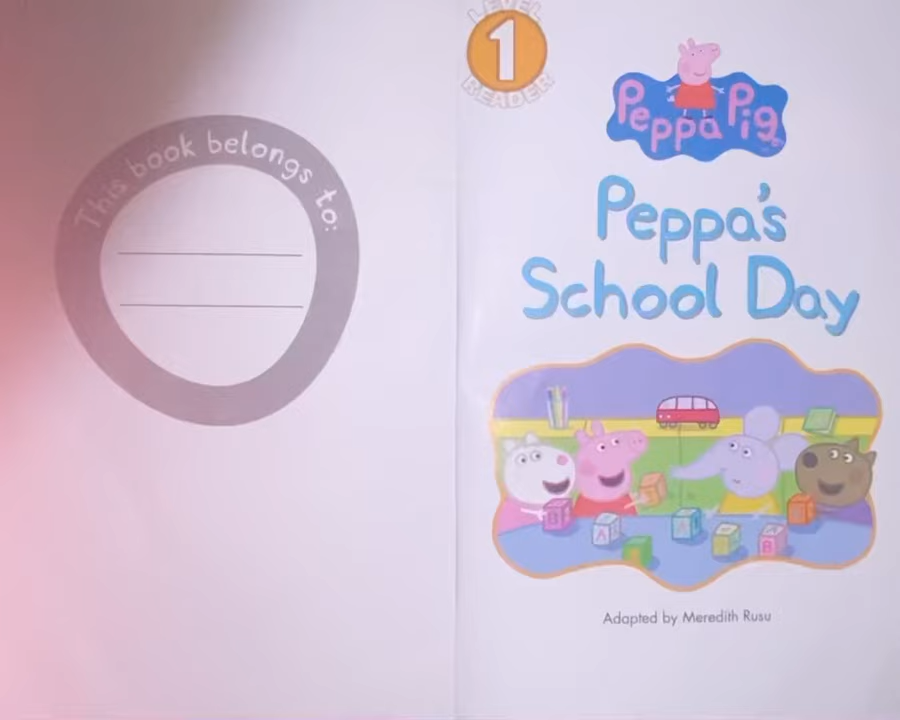 This book belongs to:
LEVEL
1
READER
Peppa Pig
Peppa's
School Day
B
A
A
B
Adapted by Meredith Rusu